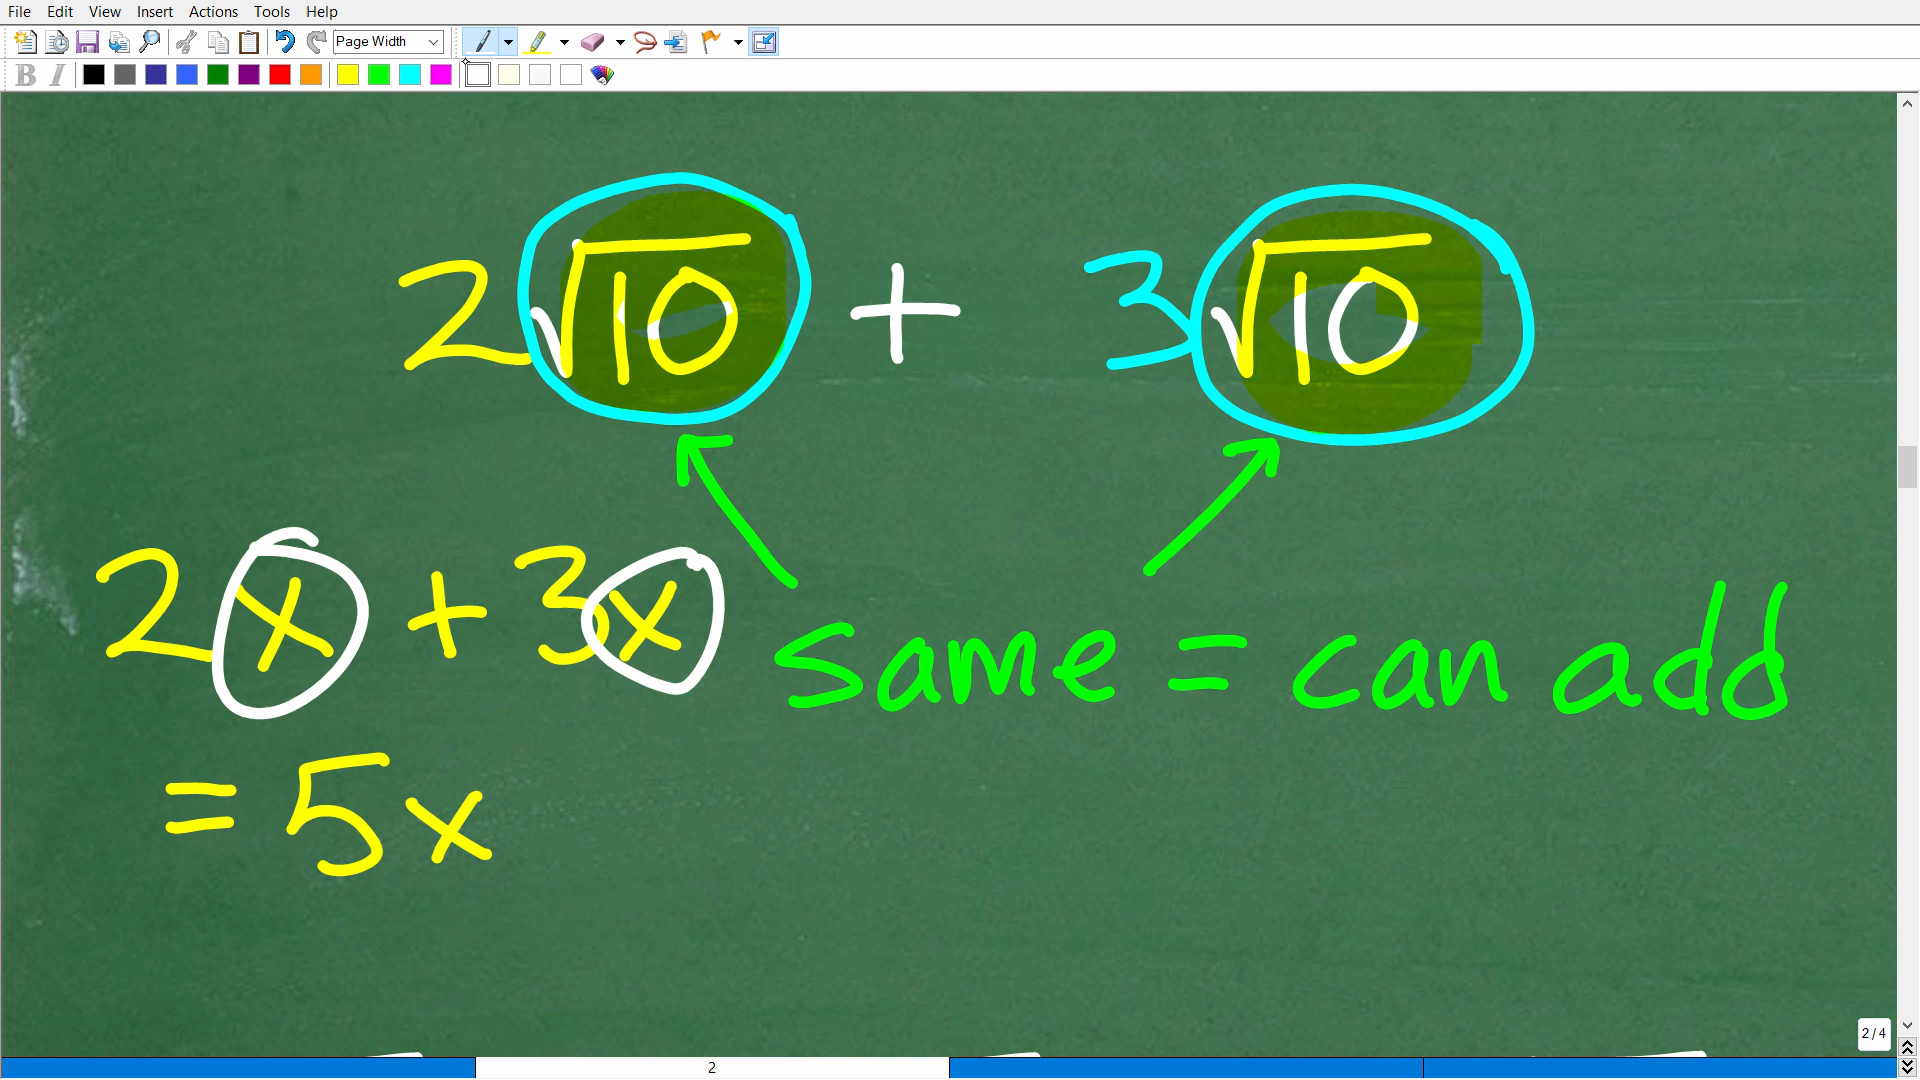 File Edit View Insert Actions Tools Help
Page Width
B I
2√10 + 3√10
2x + 3x
same = can add
= 5x
2 / 4
2